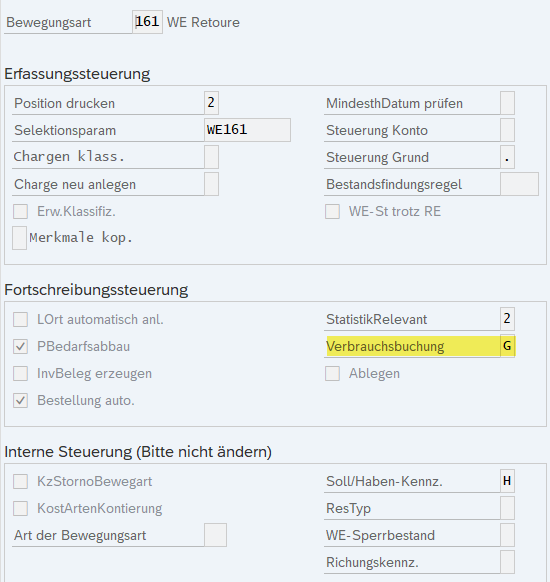 Bewegungsart 161 WE Retoure
Erfassungssteuerung
Position drucken 2 MindesthDatum prüfen
Selektionsparam WE161 Steuerung Konto
Chargen klass. Steuerung Grund .
Charge neu anlegen Bestandsfindungsregel
Erw.Klassifiz. WE-St trotz RE
Merkmale kop.
Fortschreibungssteuerung
LOrt automatisch anl. StatistikRelevant 2
PBedarfsabbau Verbrauchsbuchung G
InvBeleg erzeugen Ablegen
Bestellung auto.
Interne Steuerung (Bitte nicht ändern)
KzStornoBewegart Soll/Haben-Kennz. H
KostArtenKontierung ResTyp
Art der Bewegungsart WE-Sperrbestand
Richungskennz.